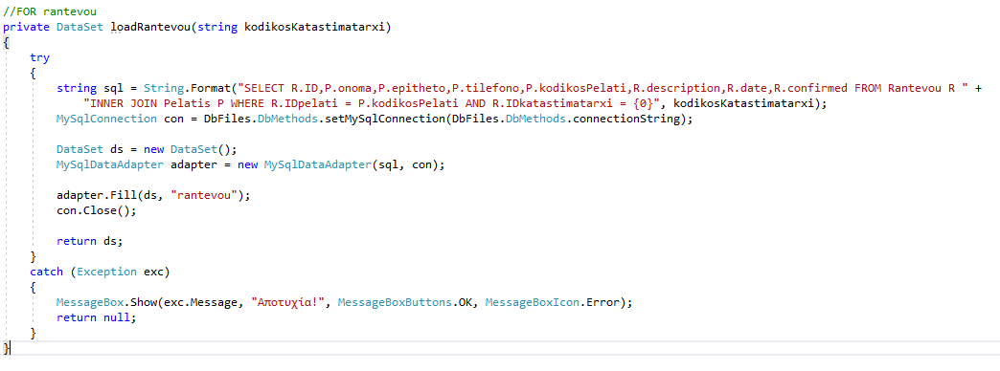 //FOR rantevou
private DataSet loadRantevou(string kodikosKatastimatarxi)
{
try
{
string sql = String.Format("SELECT R.ID,P.onoma,P.epitheto,P.tilefono,P.kodikosPelati,R.description,R.date,R.confirmed FROM Rantevou R " +
"INNER JOIN Pelatis P WHERE R.IDpelati = P.kodikosPelati AND R.IDkatastimatarxi = {0}", kodikosKatastimatarxi);
MySqlConnection con = DbFiles.DbMethods.setMySqlConnection(DbFiles.DbMethods.connectionString);
DataSet ds = new DataSet();
MySqlDataAdapter adapter = new MySqlDataAdapter(sql, con);
adapter.Fill(ds, "rantevou");
con.Close();
return ds;
}
catch (Exception exc)
{
MessageBox.Show(exc.Message, "Αποτυχία!", MessageBoxButtons.OK, MessageBoxIcon.Error);
return null;
}
}